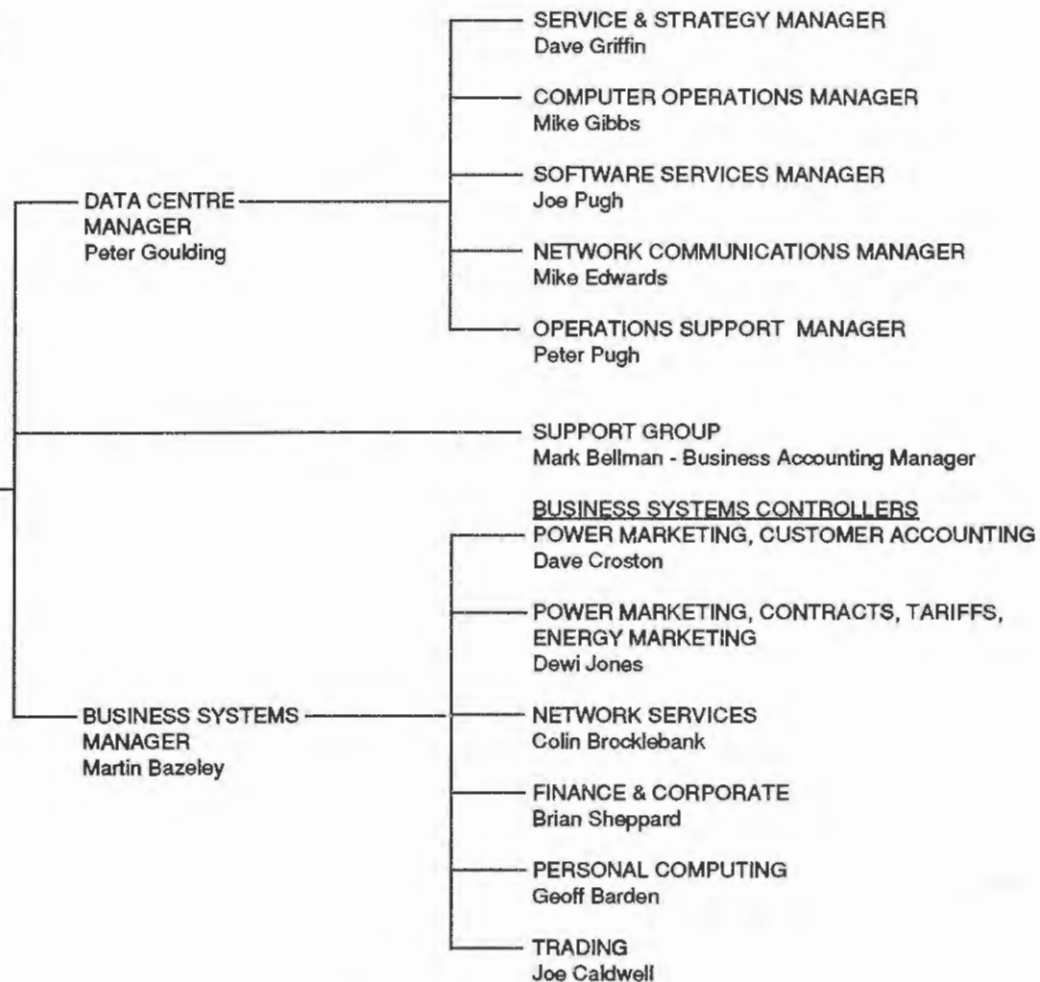 SERVICE & STRATEGY MANAGER
Dave Griffin
COMPUTER OPERATIONS MANAGER
Mike Gibbs
SOFTWARE SERVICES MANAGER
Joe Pugh
DATA CENTRE
MANAGER
Peter Goulding
NETWORK COMMUNICATIONS MANAGER
Mike Edwards
OPERATIONS SUPPORT MANAGER
Peter Pugh
SUPPORT GROUP
Mark Bellman - Business Accounting Manager
BUSINESS SYSTEMS CONTROLLERS
POWER MARKETING, CUSTOMER ACCOUNTING
Dave Croston
POWER MARKETING, CONTRACTS, TARIFFS,
ENERGY MARKETING
Dewi Jones
BUSINESS SYSTEMS
MANAGER
Martin Bazeley
NETWORK SERVICES
Colin Brocklebank
FINANCE & CORPORATE
Brian Sheppard
PERSONAL COMPUTING
Geoff Barden
TRADING
Joe Caldwell